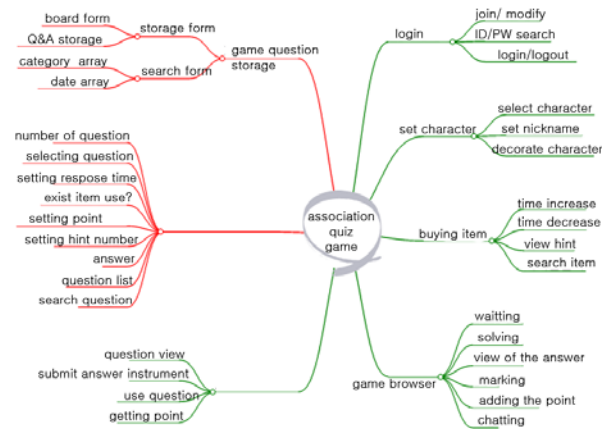 board form
Q&A storage
storage form
category array
date array
search form
game question
storage
number of question
selecting question
setting respose time
exist item use?
setting point
setting hint number
answer
question list
search question
question view
submit answer instrument
use question
getting point
association
quiz
game
login
join/ modify
ID/PW search
login/logout
set character
select character
set nickname
decorate character
buying item
time increase
time decrease
view hint
search item
game browser
waitting
solving
view of the answer
marking
adding the point
chatting